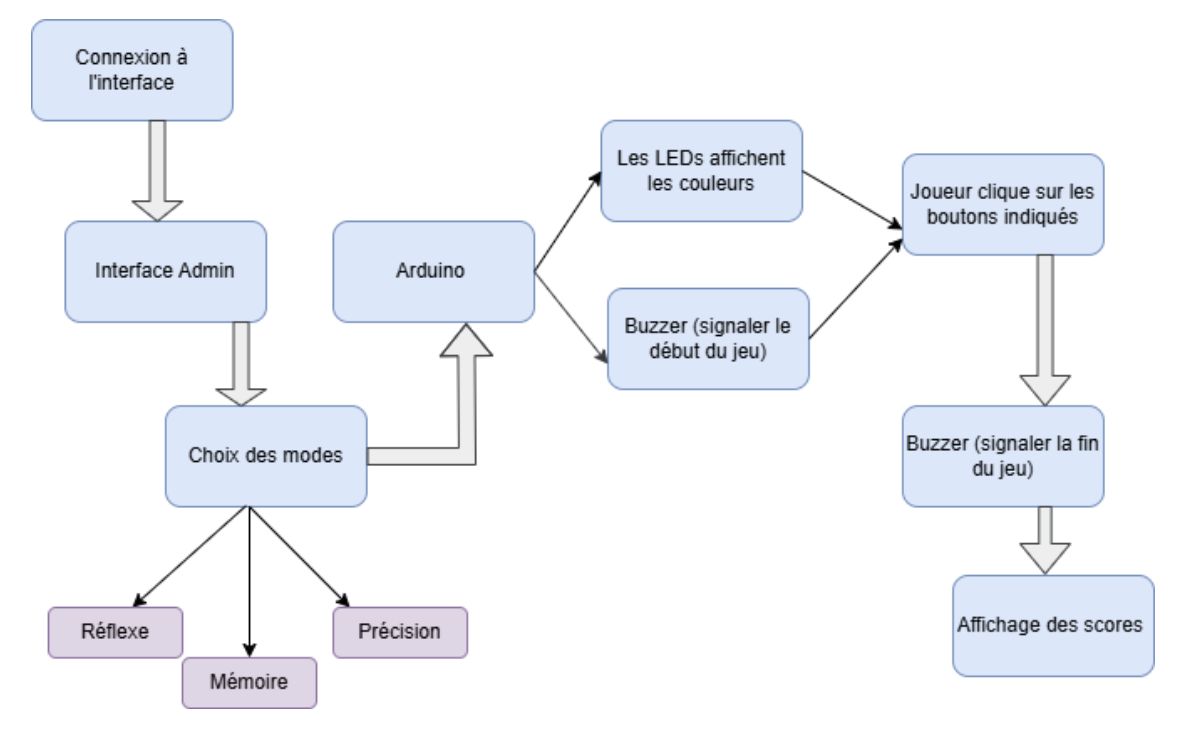 Connexion à
l'interface
Interface Admin
Choix des modes
Réflexe
Mémoire
Précision
Arduino
Les LEDs affichent
les couleurs
Buzzer (signaler le
début du jeu)
Joueur clique sur les
boutons indiqués
Buzzer (signaler la fin
du jeu)
Affichage des scores